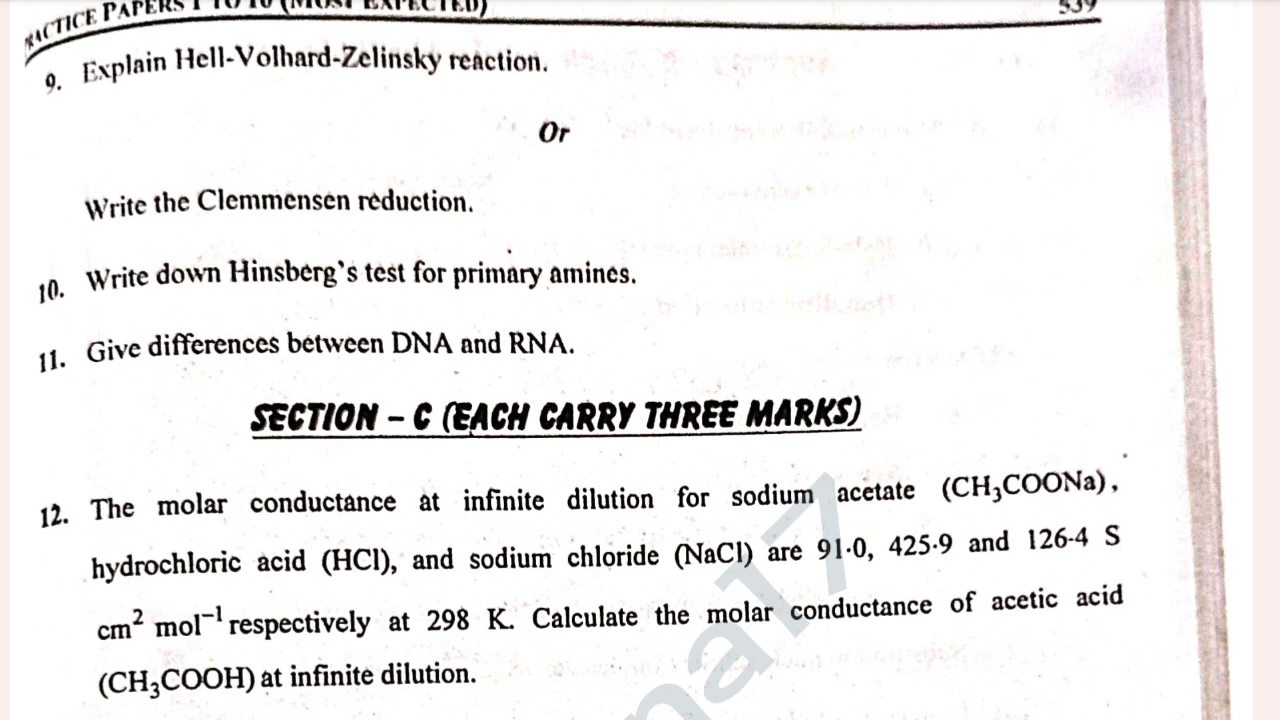 PRACTICE PAPERS 1 TO 10 (MOST EXPECTED)
539
9. Explain Hell-Volhard-Zelinsky reaction.
Or
Write the Clemmensen reduction.
10. Write down Hinsberg's test for primary amines.
11. Give differences between DNA and RNA.
SECTION – C (EACH CARRY THREE MARKS)
12. The molar conductance at infinite dilution for sodium acetate (CH₃COONa),
hydrochloric acid (HCl), and sodium chloride (NaCl) are 91·0, 425·9 and 126·4 S
cm² mol⁻¹ respectively at 298 K. Calculate the molar conductance of acetic acid
(CH₃COOH) at infinite dilution.